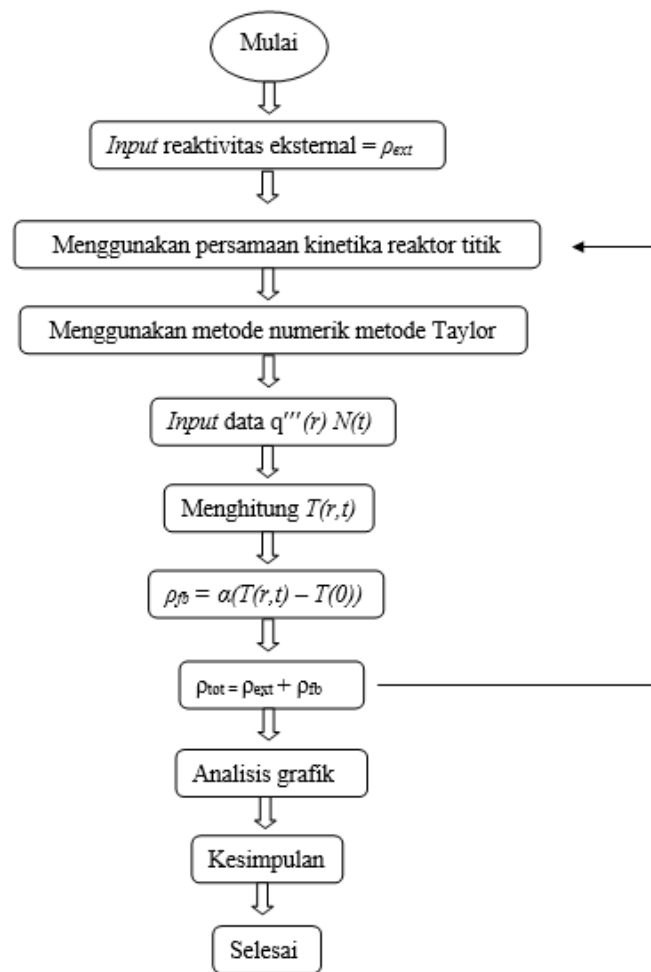 Mulai
Input reaktivitas eksternal = ρext
Menggunakan persamaan kinetika reaktor titik
Menggunakan metode numerik metode Taylor
Input data q'''(r) N(t)
Menghitung T(r,t)
ρfb = α(T(r,t) – T(0))
ρtot = ρext + ρfb
Analisis grafik
Kesimpulan
Selesai